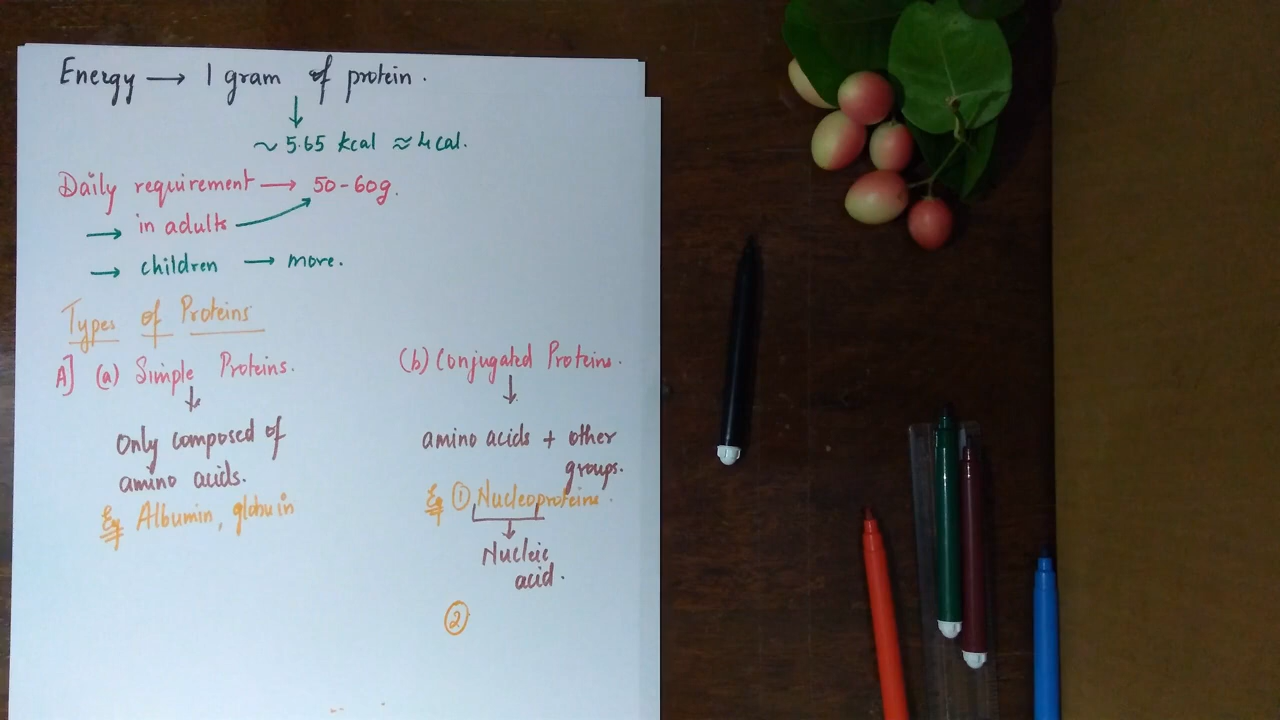 Energy → 1 gram of protein.
↓
~ 5.65 kcal ≈ 4 cal.
Daily requirement → 50-60g.
→ in adults
→ children → more.
Types of Proteins
A] (a) Simple Proteins.
↓
Only composed of
amino acids.
Eg Albumin, globulin
(b) Conjugated Proteins.
↓
amino acids + other
groups.
Eg ① Nucleoproteins.
↓
Nucleic
acid.
②